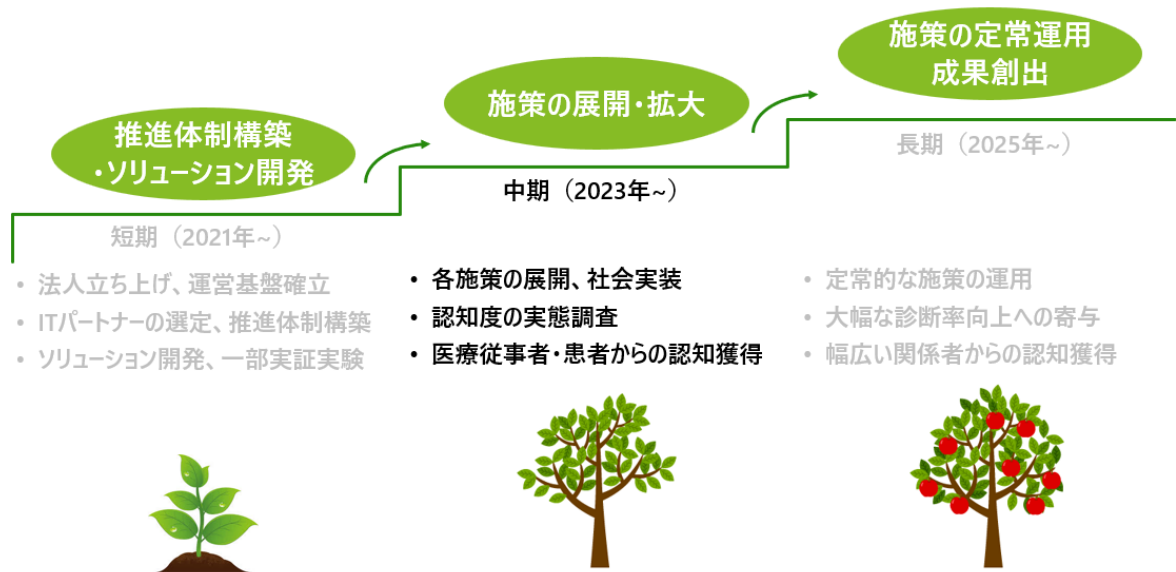 推進体制構築
・ソリューション開発
短期（2021年~）
• 法人立ち上げ、運営基盤確立
• ITパートナーの選定、推進体制構築
• ソリューション開発、一部実証実験
施策の展開・拡大
中期（2023年~）
• 各施策の展開、社会実装
• 認知度の実態調査
• 医療従事者・患者からの認知獲得
施策の定常運用
成果創出
長期（2025年~）
• 定常的な施策の運用
• 大幅な診断率向上への寄与
• 幅広い関係者からの認知獲得